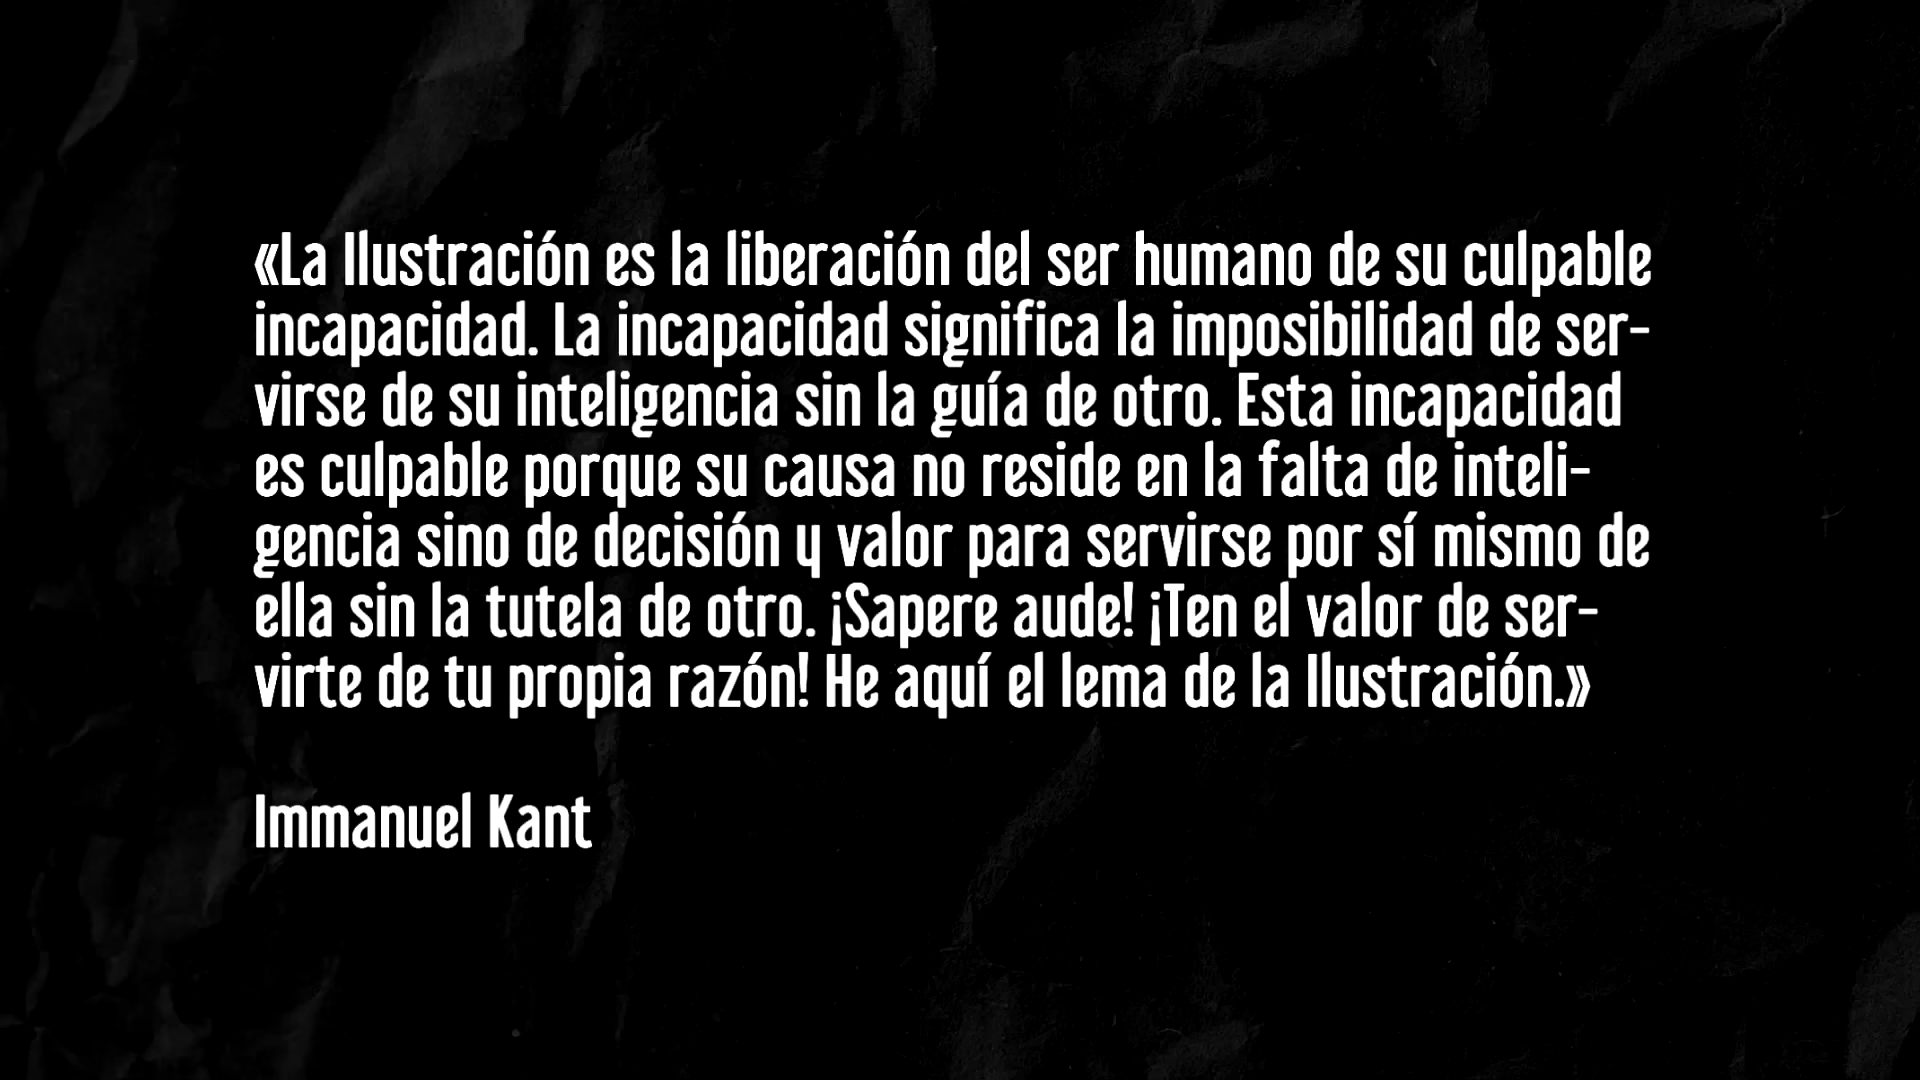 «La Ilustración es la liberación del ser humano de su culpable
incapacidad. La incapacidad significa la imposibilidad de ser-
virse de su inteligencia sin la guía de otro. Esta incapacidad
es culpable porque su causa no reside en la falta de inteli-
gencia sino de decisión y valor para servirse por sí mismo de
ella sin la tutela de otro. ¡Sapere aude! ¡Ten el valor de ser-
virte de tu propia razón! He aquí el lema de la Ilustración.»
Immanuel Kant